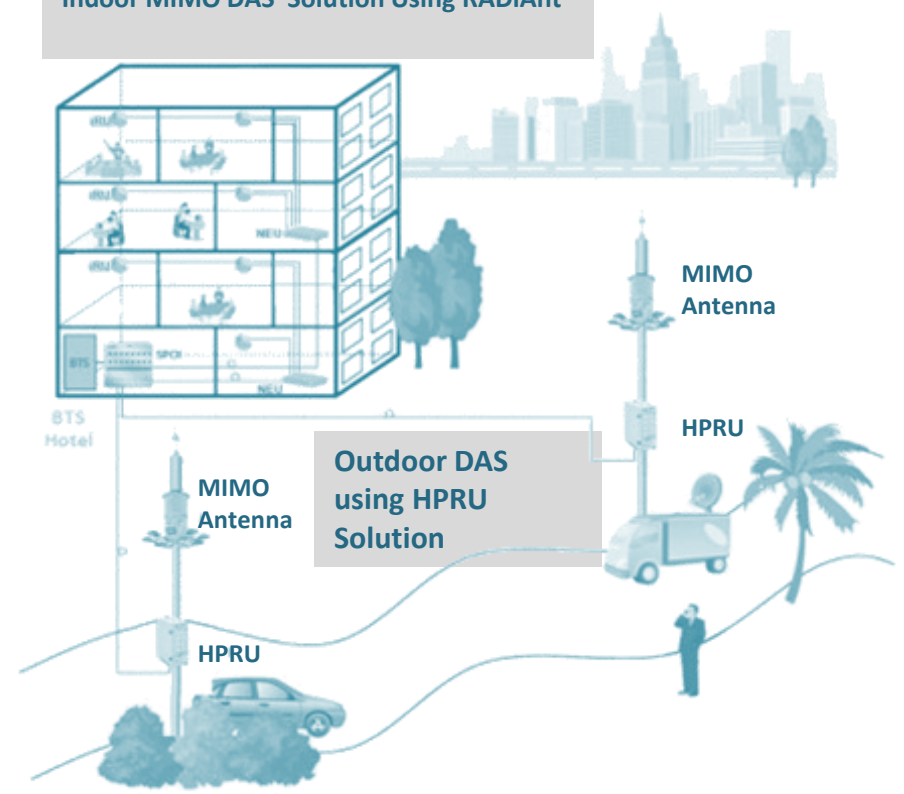 Indoor MIMO DAS Solution Using RADIAnt
iRU
iRU
NEU
iRU
BTS
SPOI
NEU
BTS
Hotel
MIMO
Antenna
HPRU
Outdoor DAS
using HPRU
Solution
MIMO
Antenna
HPRU